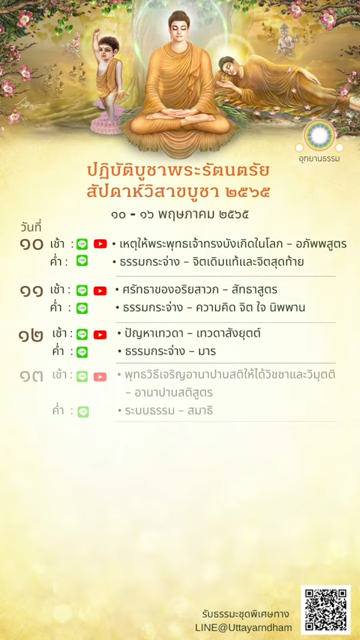 อุทยานธรรม
ปฏิบัติบูชาพระรัตนตรัย
สัปดาห์วิสาขบูชา ๒๕๖๕
๑๐ - ๑๖ พฤษภาคม ๒๕๖๕
วันที่
๑๐ เช้า : • เหตุให้พระพุทธเจ้าทรงบังเกิดในโลก – อภัพพสูตร
ค่ำ : • ธรรมกระจ่าง – จิตเดิมแท้และจิตสุดท้าย
๑๑ เช้า : • ศรัทธาของอริยสาวก – สัทธาสูตร
ค่ำ : • ธรรมกระจ่าง – ความคิด จิต ใจ นิพพาน
๑๒ เช้า : • ปัญหาเทวดา – เทวดาสังยุตต์
ค่ำ : • ธรรมกระจ่าง – มาร
๑๓ เช้า : • พุทธวิธีเจริญอานาปานสติให้ได้วิชชาและวิมุตติ
– อานาปานสติสูตร
ค่ำ : • ระบบธรรม – สมาธิ
รับธรรมะชุดพิเศษทาง
LINE@Uttayarndham